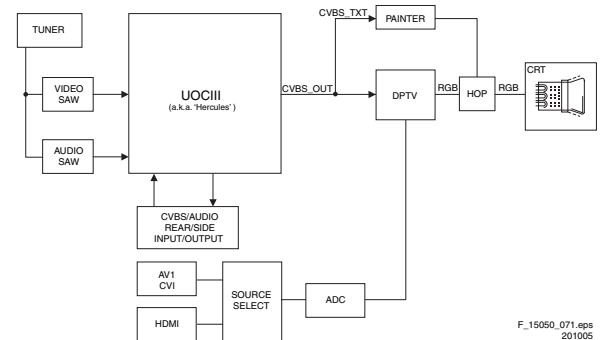 TUNER
CVBS_TXT
PAINTER
CRT
VIDEO
SAW
UOCIII
(a.k.a. 'Hercules' )
CVBS_OUT
DPTV
RGB
HOP
RGB
AUDIO
SAW
CVBS/AUDIO
REAR/SIDE
INPUT/OUTPUT
AV1
CVI
SOURCE
SELECT
ADC
HDMI
F_15050_071.eps
201005